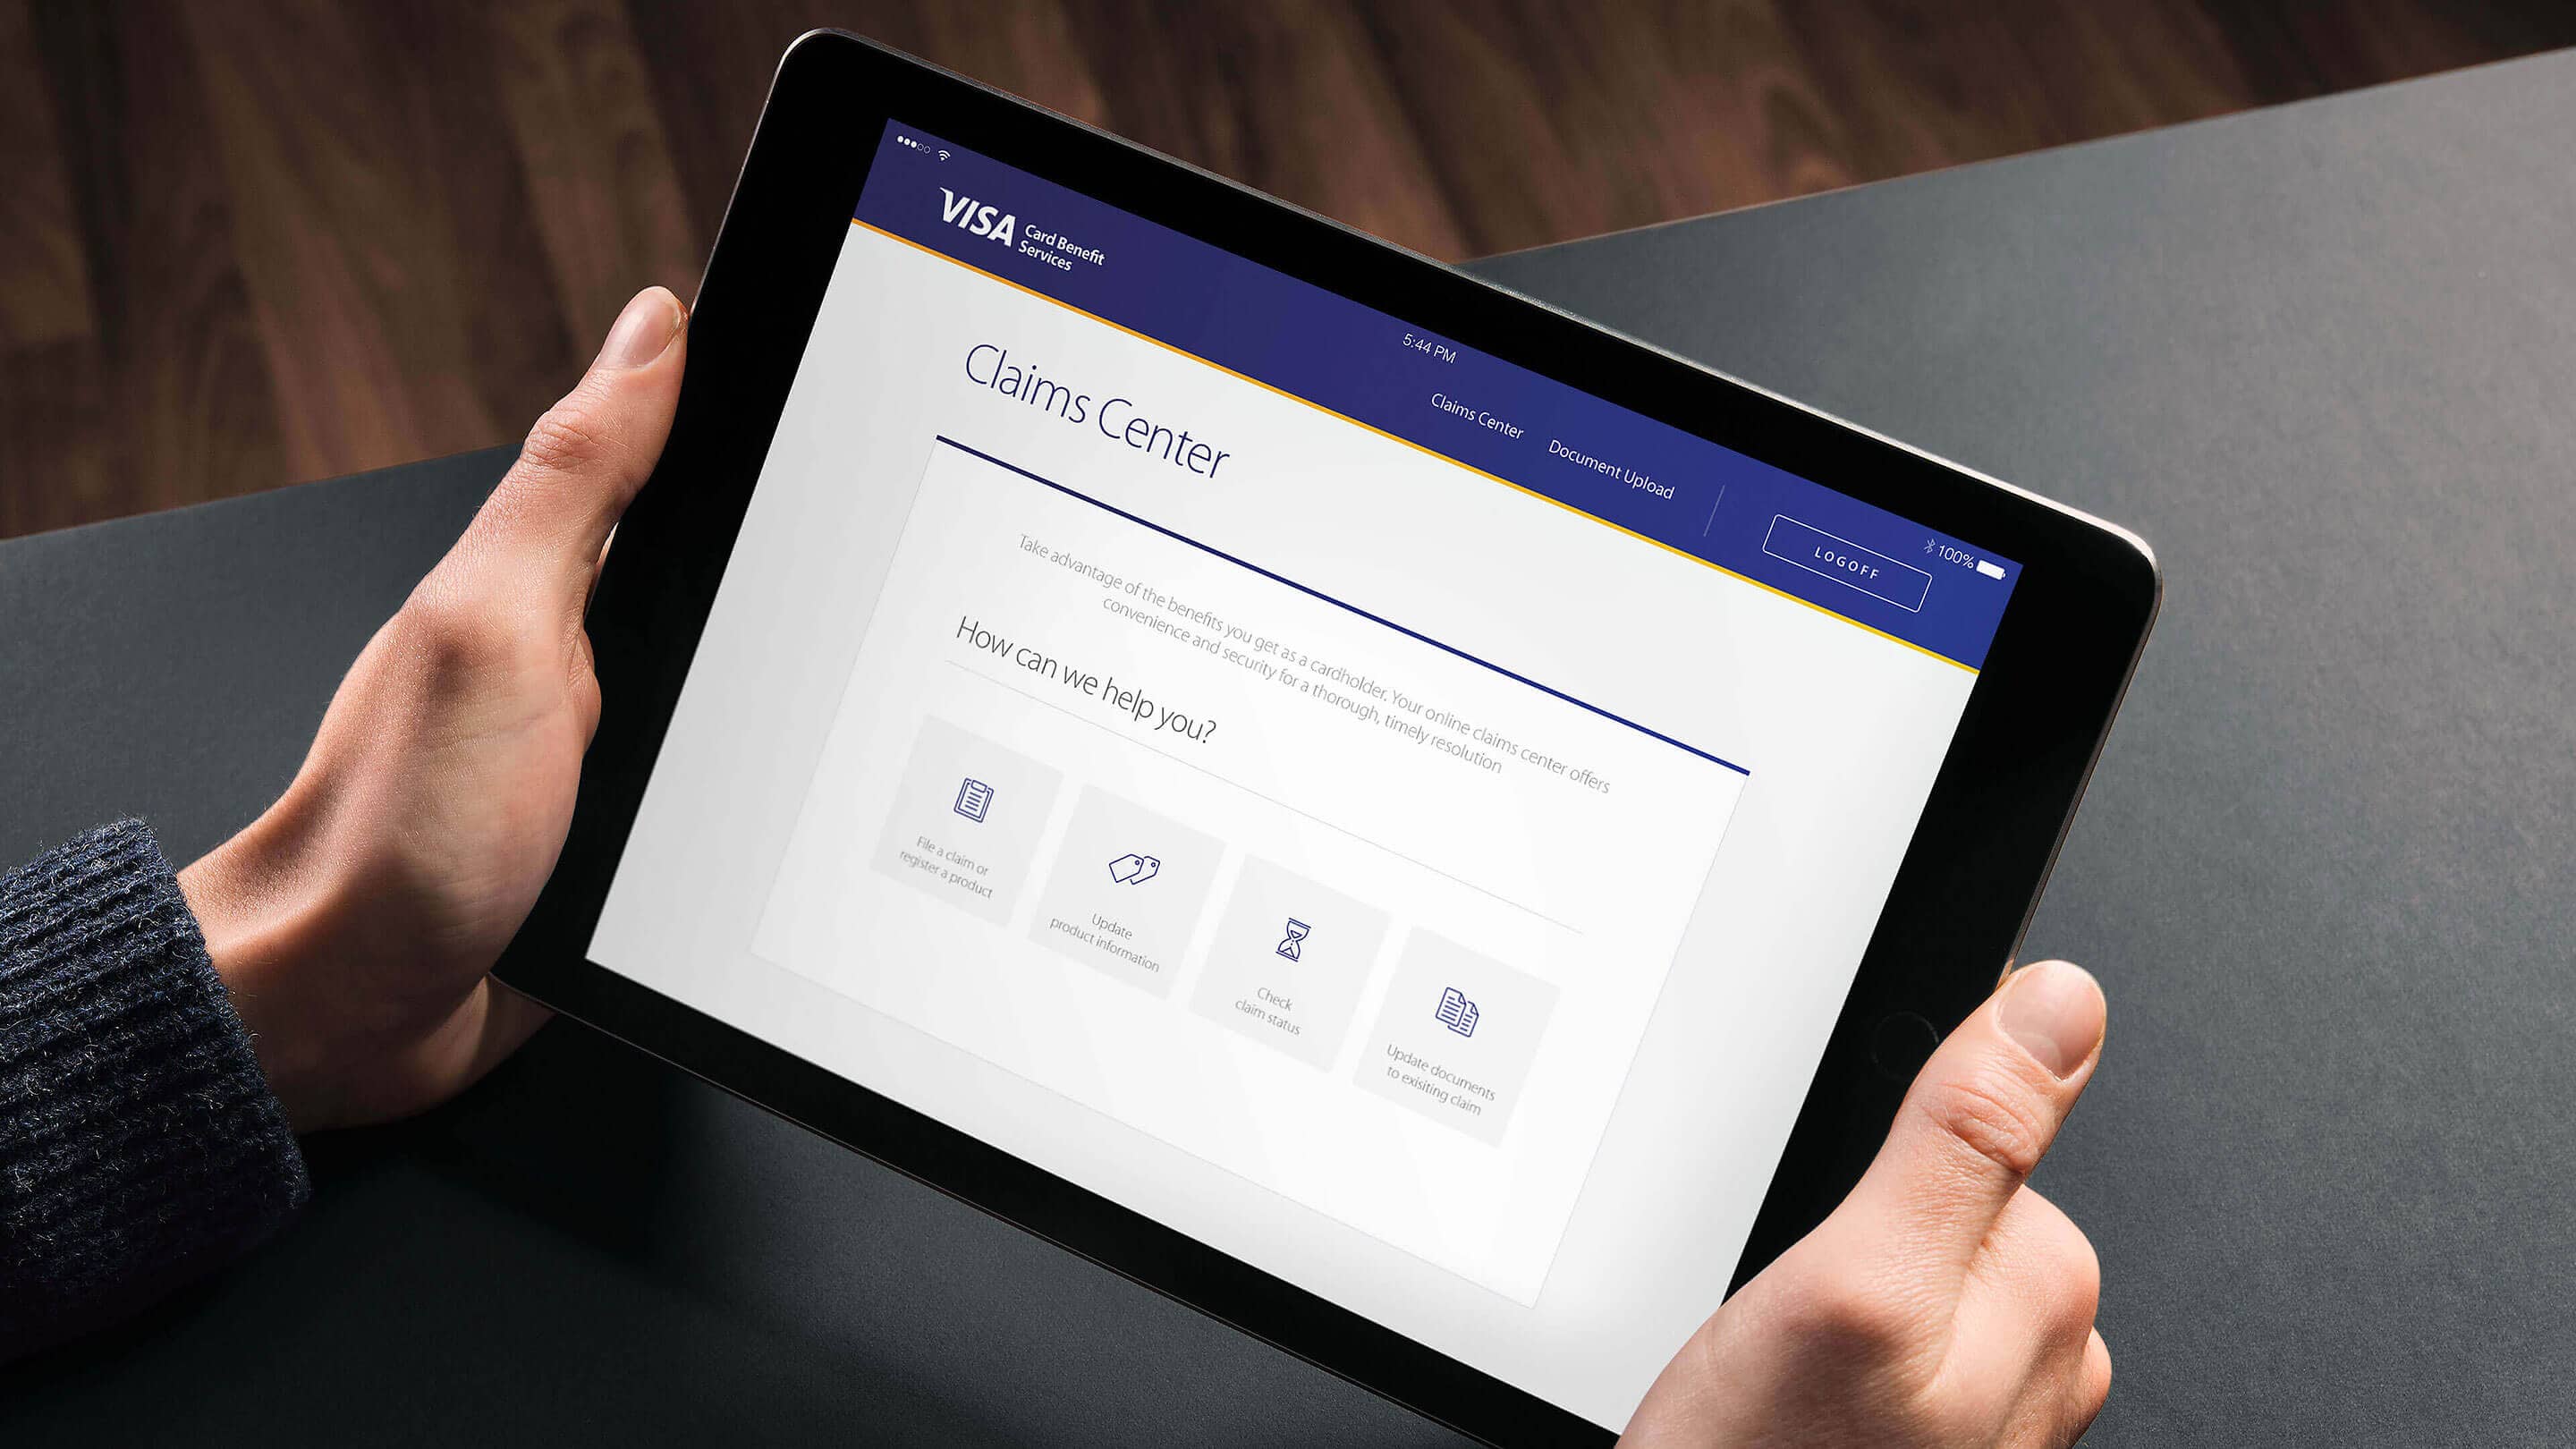 5:44 PM
100%
VISA Card Benefit
Services
Claims Center
Document Upload
LOGOFF
Claims Center
Take advantage of the benefits you get as a cardholder. Your online claims center offers
convenience and security for a thorough, timely resolution
How can we help you?
File a claim or
register a product
Update
product information
Check
claim status
Update documents
to exisiting claim